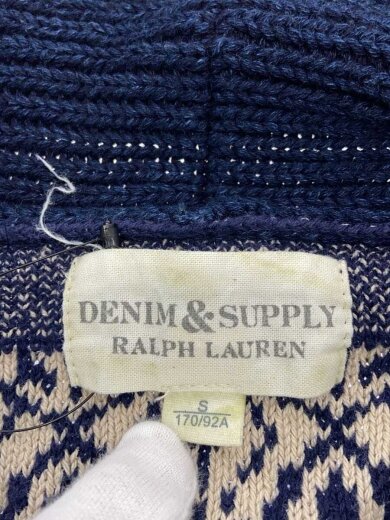 DENIM & SUPPLY
RALPH LAUREN
S
170/92A